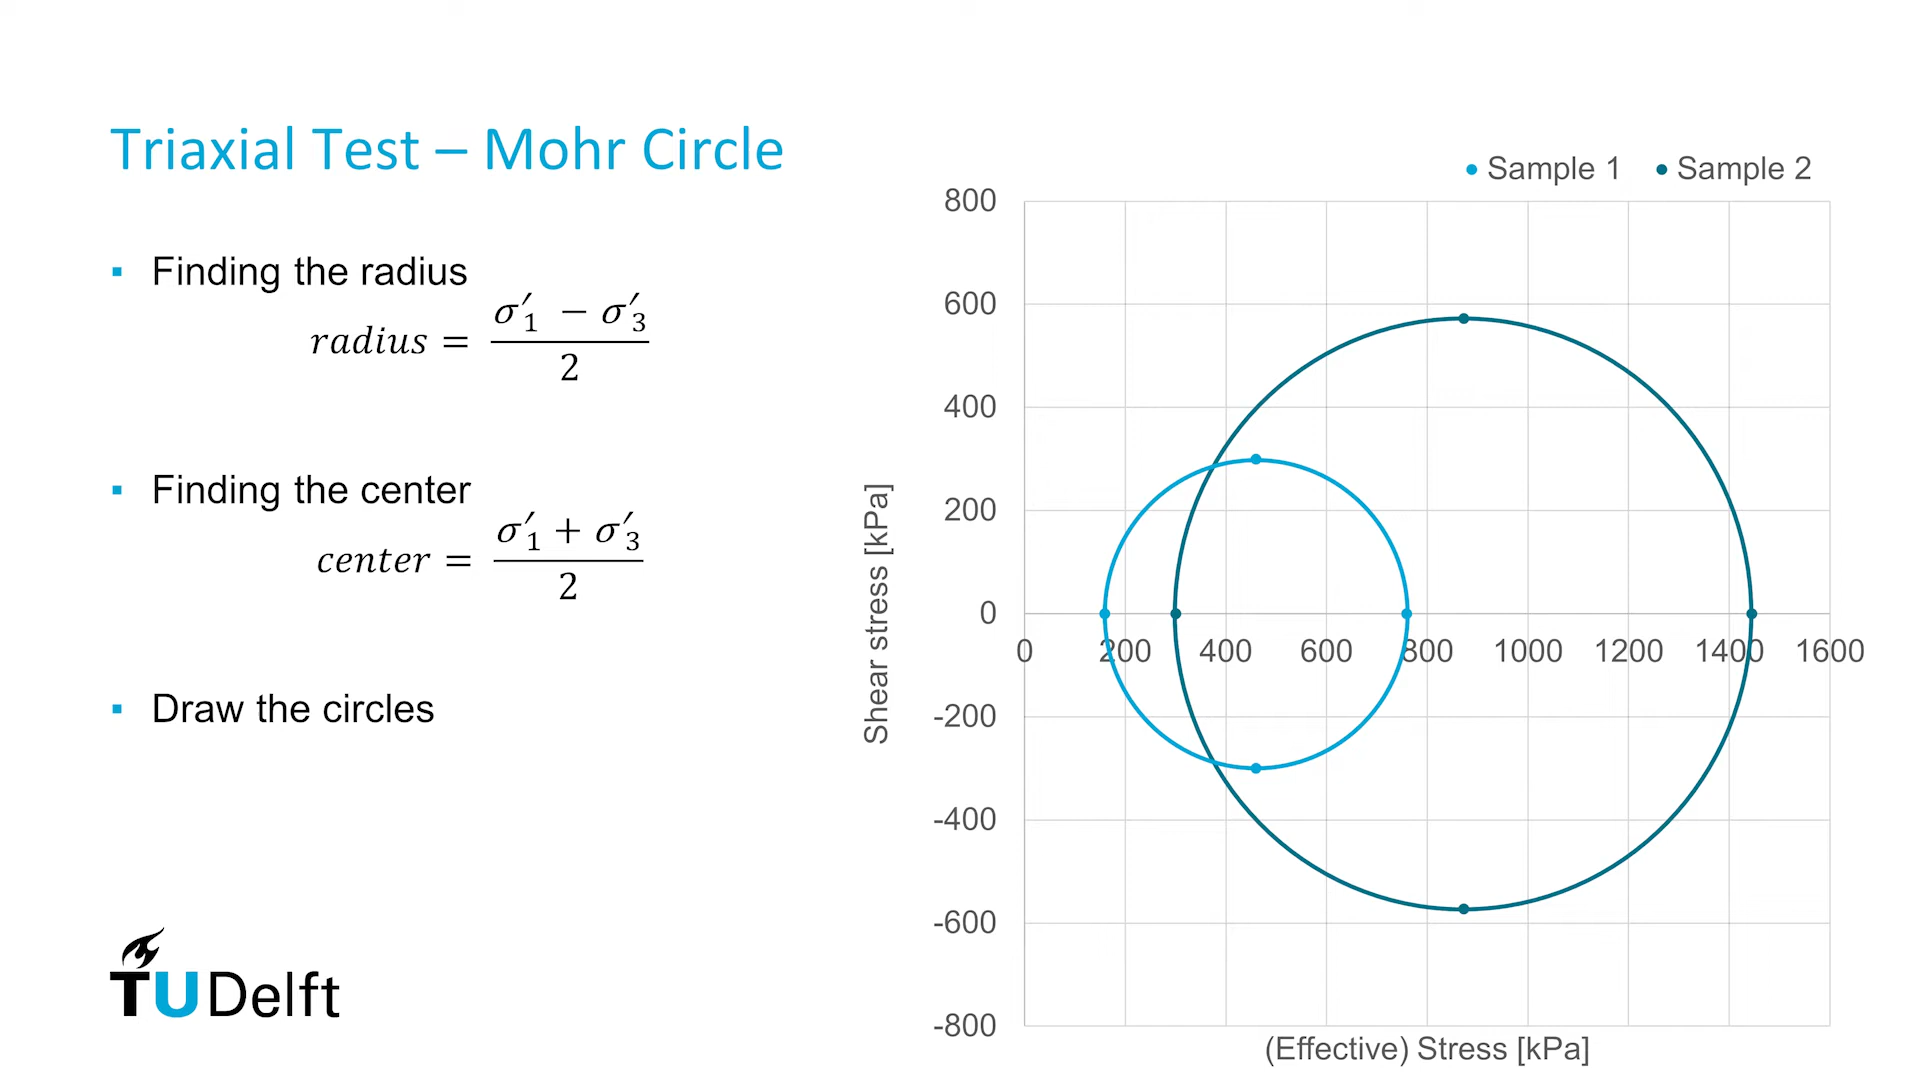 Triaxial Test – Mohr Circle
▪ Finding the radius
radius = (σ′1 − σ′3) / 2
▪ Finding the center
center = (σ′1 + σ′3) / 2
▪ Draw the circles
TUDelft
Sample 1 Sample 2
800
600
400
200
0
-200
-400
-600
-800
Shear stress [kPa]
0 200 400 600 800 1000 1200 1400 1600
(Effective) Stress [kPa]